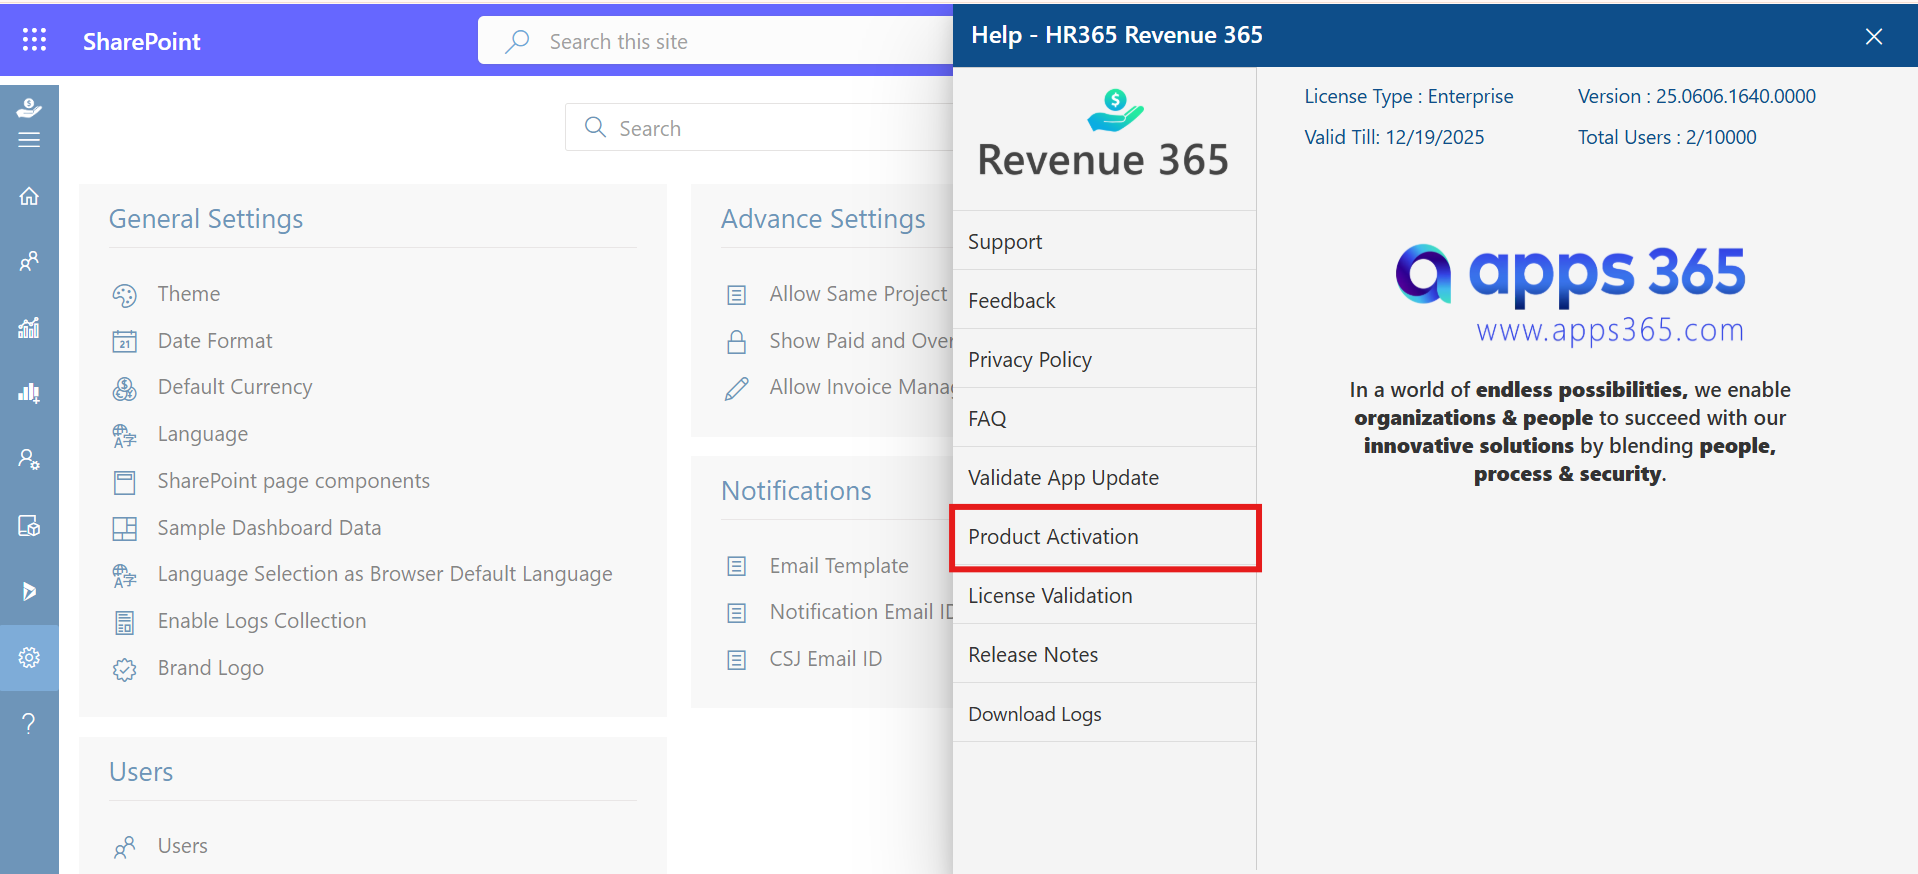 SharePoint
Search this site
Search
General Settings
Theme
Date Format
21
Default Currency
Language
SharePoint page components
Sample Dashboard Data
Language Selection as Browser Default Language
Enable Logs Collection
Brand Logo
Users
Users
Advance Settings
Allow Same Project
Show Paid and Over
Allow Invoice Manag
Notifications
Email Template
Notification Email ID
CSJ Email ID
Help - HR365 Revenue 365
Revenue 365
Support
Feedback
Privacy Policy
FAQ
Validate App Update
Product Activation
License Validation
Release Notes
Download Logs
License Type : Enterprise
Version : 25.0606.1640.0000
Valid Till: 12/19/2025
Total Users : 2/10000
apps 365
www.apps365.com
In a world of endless possibilities, we enable
organizations & people to succeed with our
innovative solutions by blending people,
process & security.